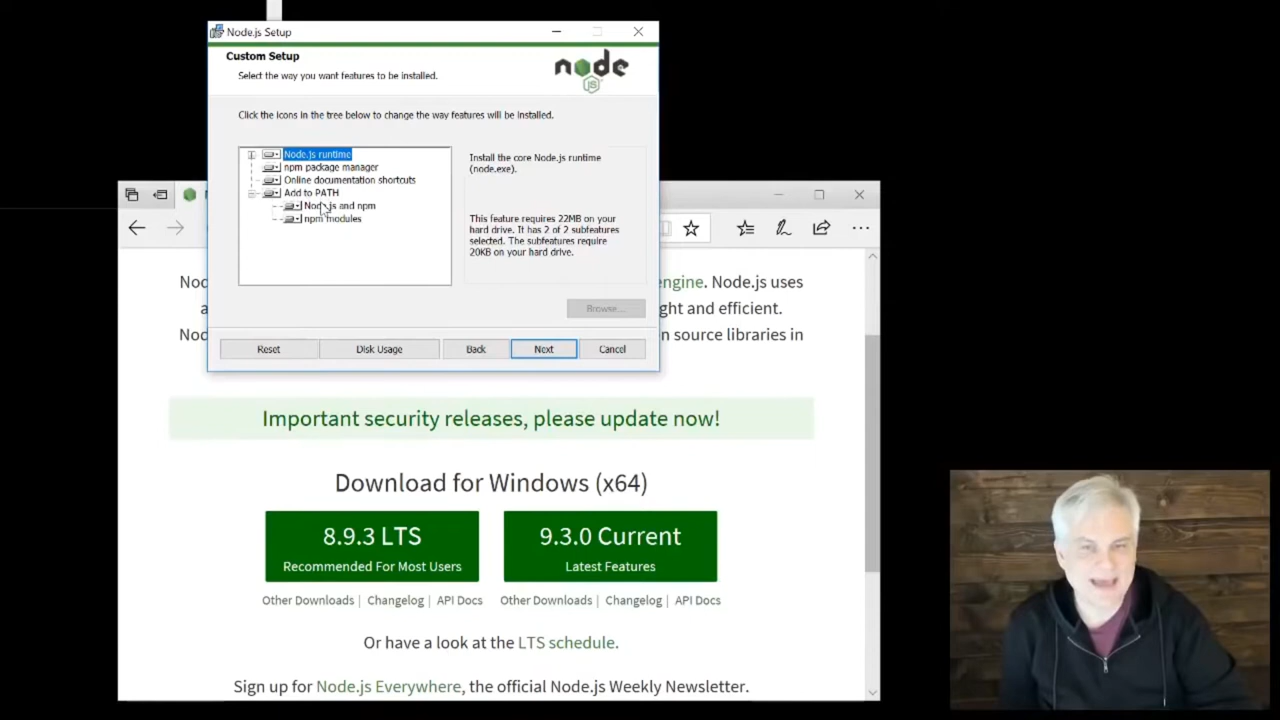 Node.js Setup
Custom Setup
Select the way you want features to be installed.
node
JS
Click the icons in the tree below to change the way features will be installed.
Node.js runtime
npm package manager
Online documentation shortcuts
Add to PATH
Node.js and npm
npm modules
Install the core Node.js runtime
(node.exe).
This feature requires 22MB on your
hard drive. It has 2 of 2 subfeatures
selected. The subfeatures require
20KB on your hard drive.
Browse...
Reset
Disk Usage
Back
Next
Cancel
engine. Node.js uses
ght and efficient.
source libraries in
Important security releases, please update now!
Download for Windows (x64)
8.9.3 LTS
Recommended For Most Users
9.3.0 Current
Latest Features
Other Downloads | Changelog | API Docs
Other Downloads | Changelog | API Docs
Or have a look at the LTS schedule.
Sign up for Node.js Everywhere, the official Node.js Weekly Newsletter.